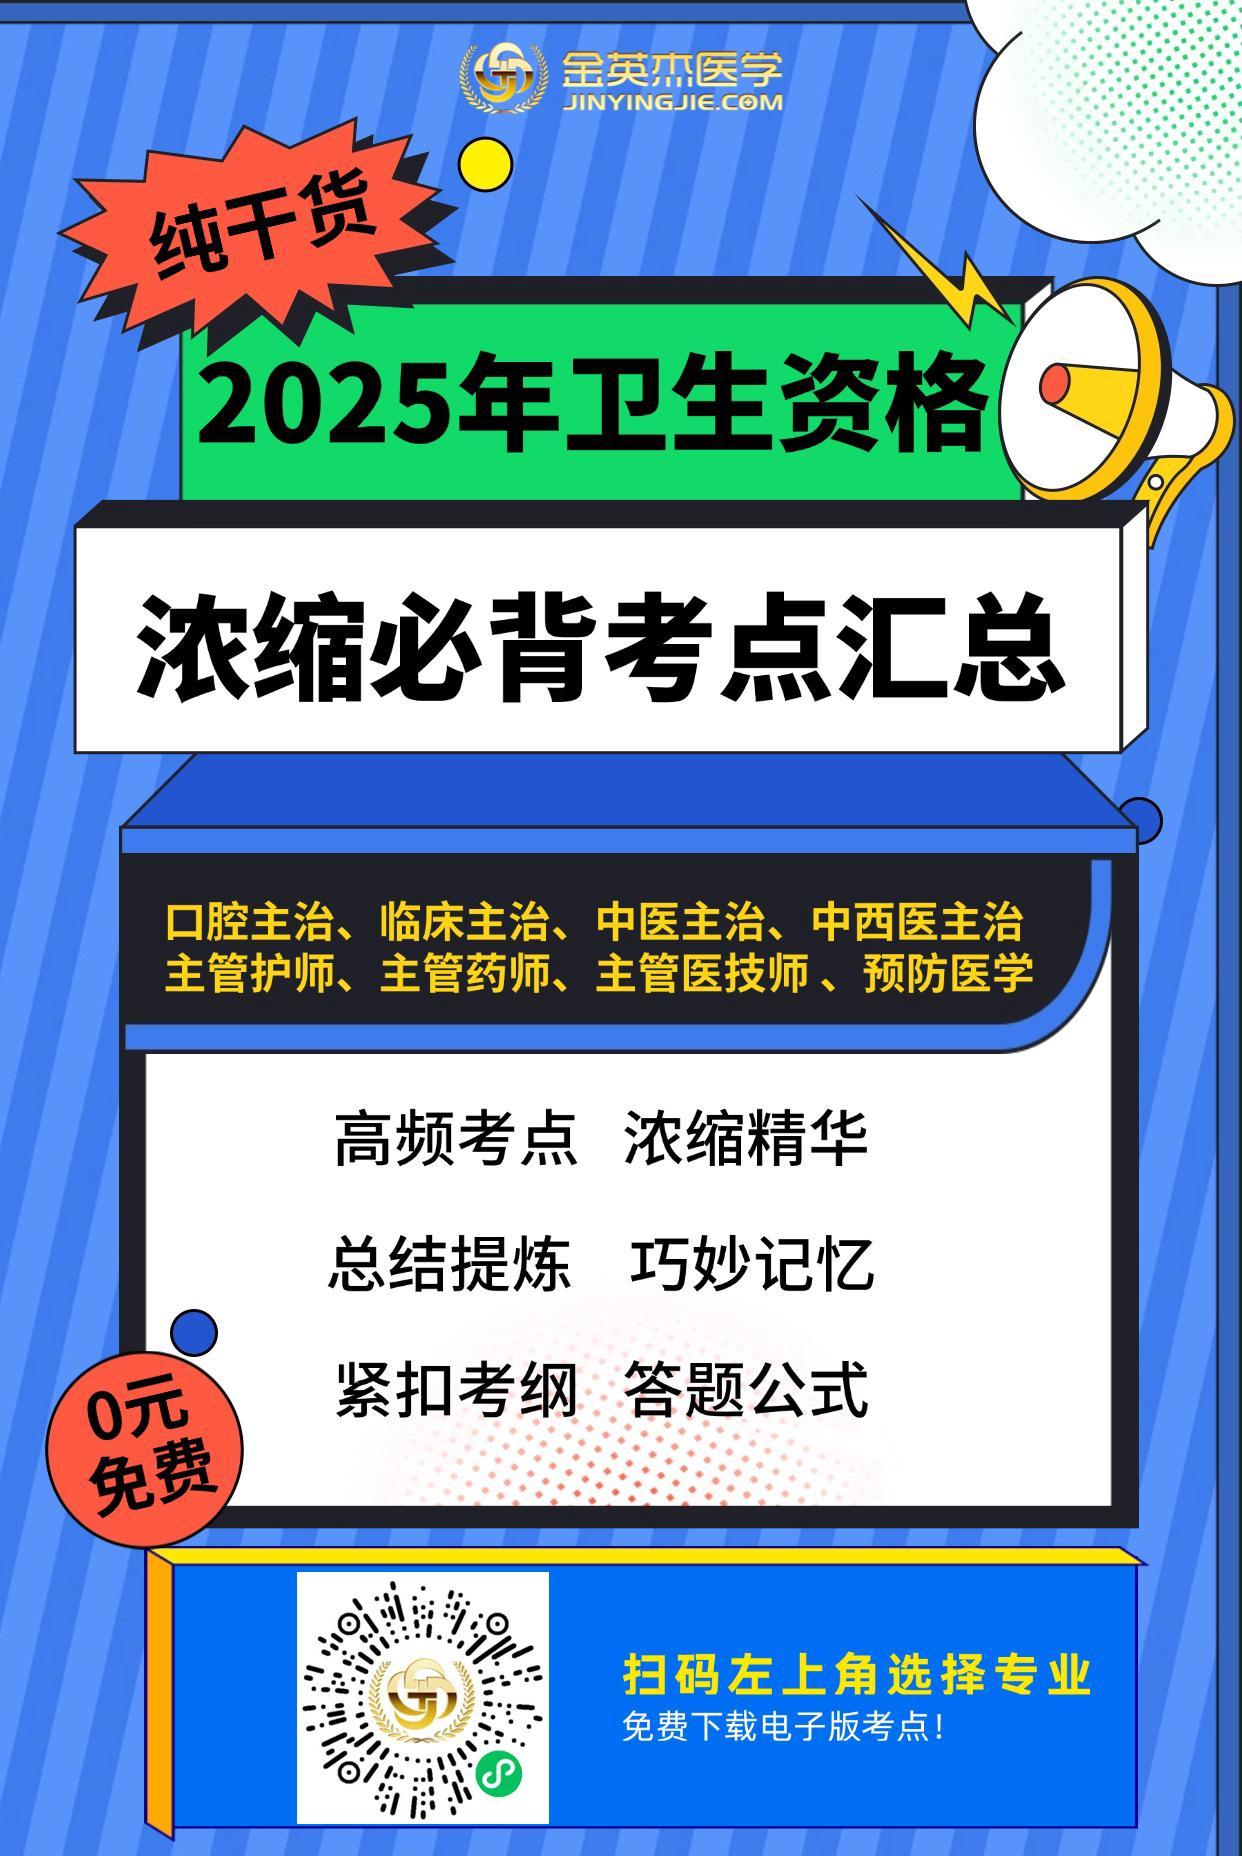 金英杰医学
JINYINGJIE.COM
纯干货
2025年卫生资格
浓缩必背考点汇总
口腔主治、临床主治、中医主治、中西医主治
主管护师、主管药师、主管医技师 、预防医学
高频考点 浓缩精华
总结提炼 巧妙记忆
紧扣考纲 答题公式
0元
免费
扫码左上角选择专业
免费下载电子版考点!